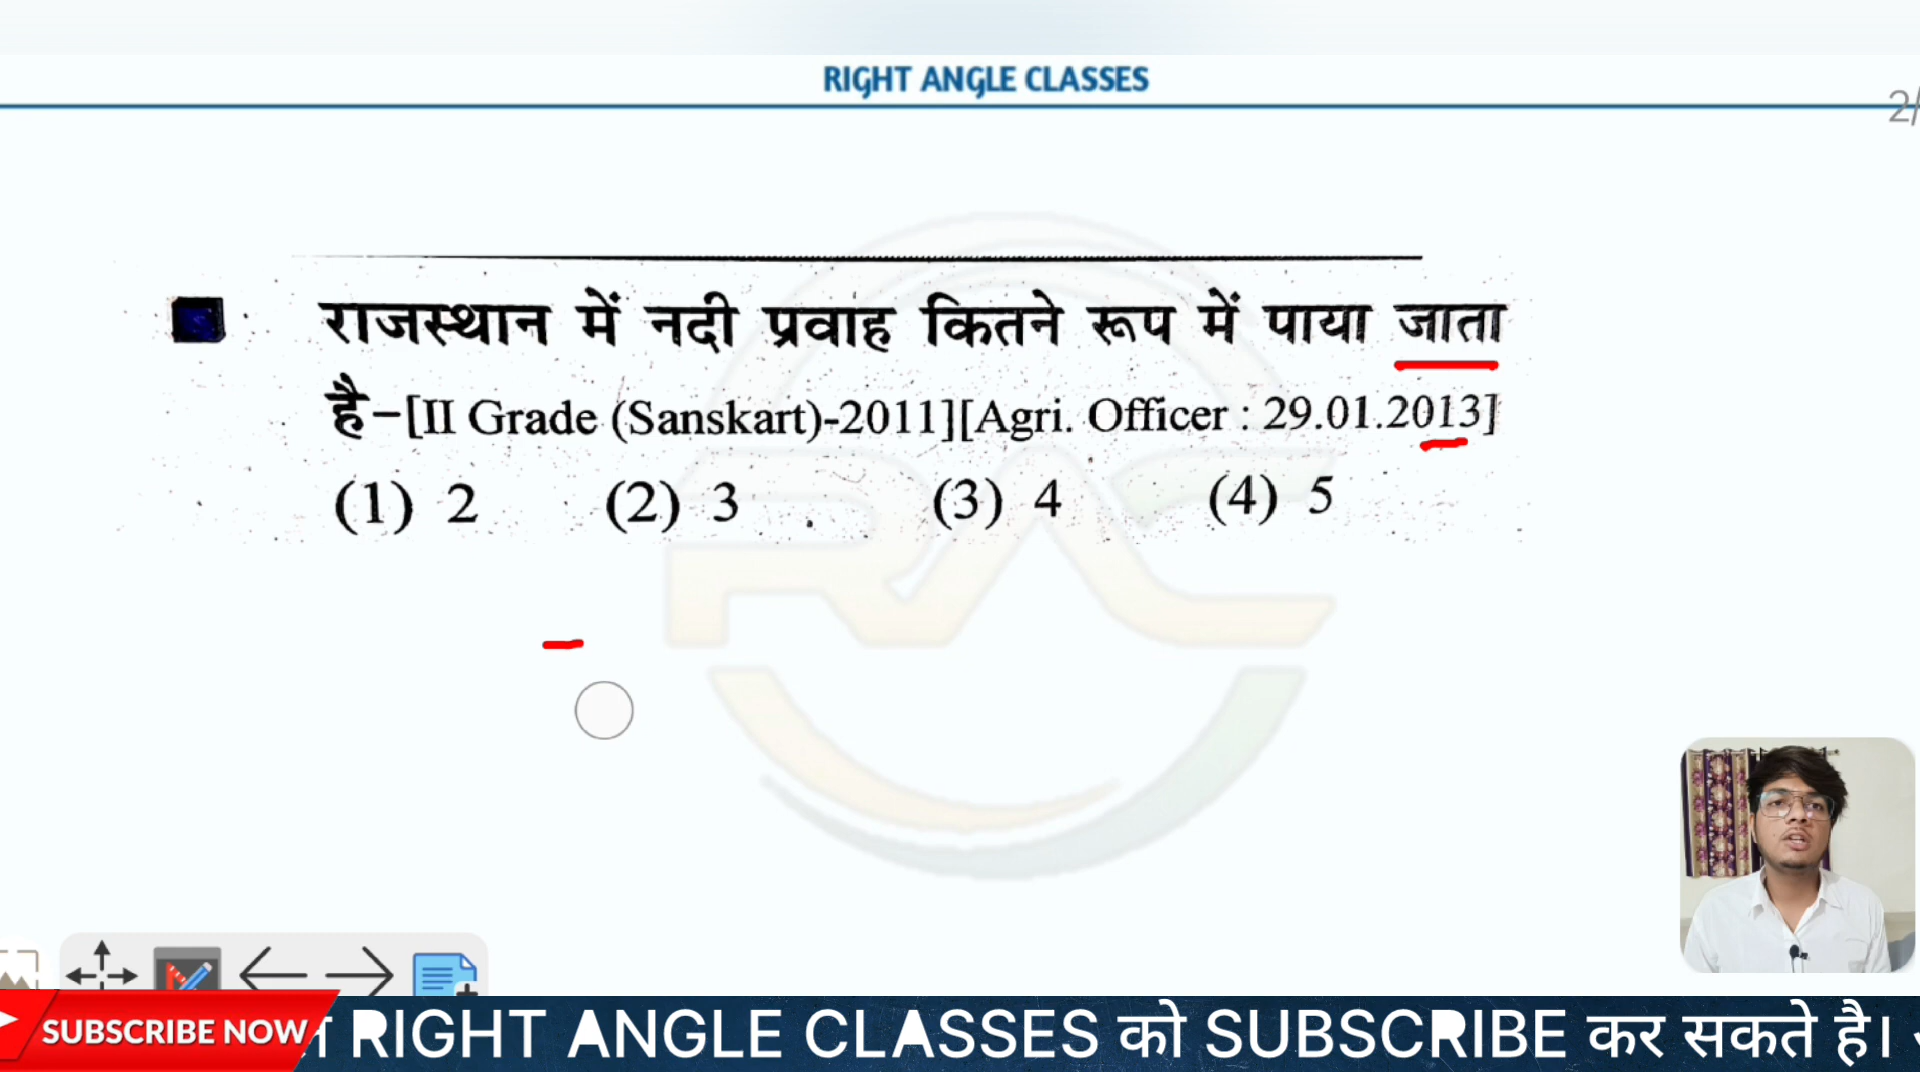 RIGHT ANGLE CLASSES
2/
राजस्थान में नदी प्रवाह कितने रूप में पाया जाता
है–[II Grade (Sanskart)-2011][Agri. Officer : 29.01.2013]
(1) 2 (2) 3 (3) 4 (4) 5
RAC
SUBSCRIBE NOW
RIGHT ANGLE CLASSES को SUBSCRIBE कर सकते है।